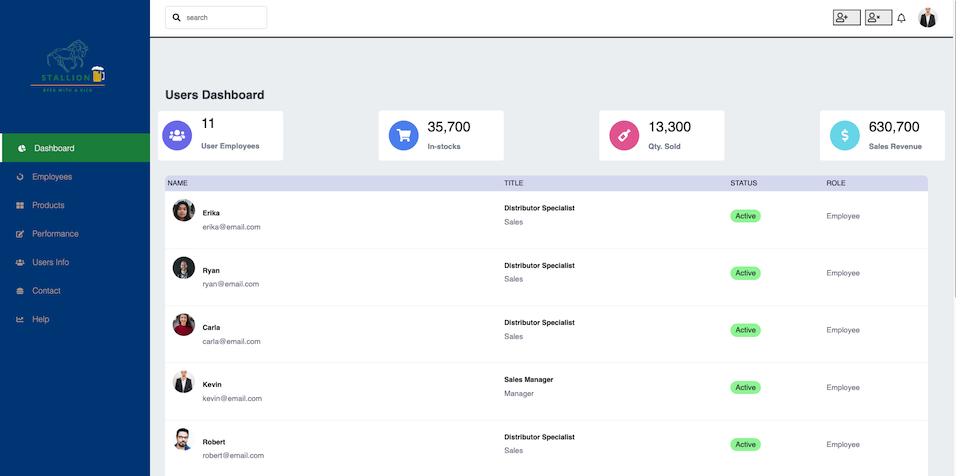 search
STALLION
BEER WITH A KICK
Users Dashboard
11
User Employees
35,700
In-stocks
13,300
Qty. Sold
630,700
Sales Revenue
Dashboard
Employees
Products
Performance
Users Info
Contact
Help
NAME TITLE STATUS ROLE
Erika
erika@email.com
Distributor Specialist
Sales
Active
Employee
Ryan
ryan@email.com
Distributor Specialist
Sales
Active
Employee
Carla
carla@email.com
Distributor Specialist
Sales
Active
Employee
Kevin
kevin@email.com
Sales Manager
Manager
Active
Employee
Robert
robert@email.com
Distributor Specialist
Sales
Active
Employee